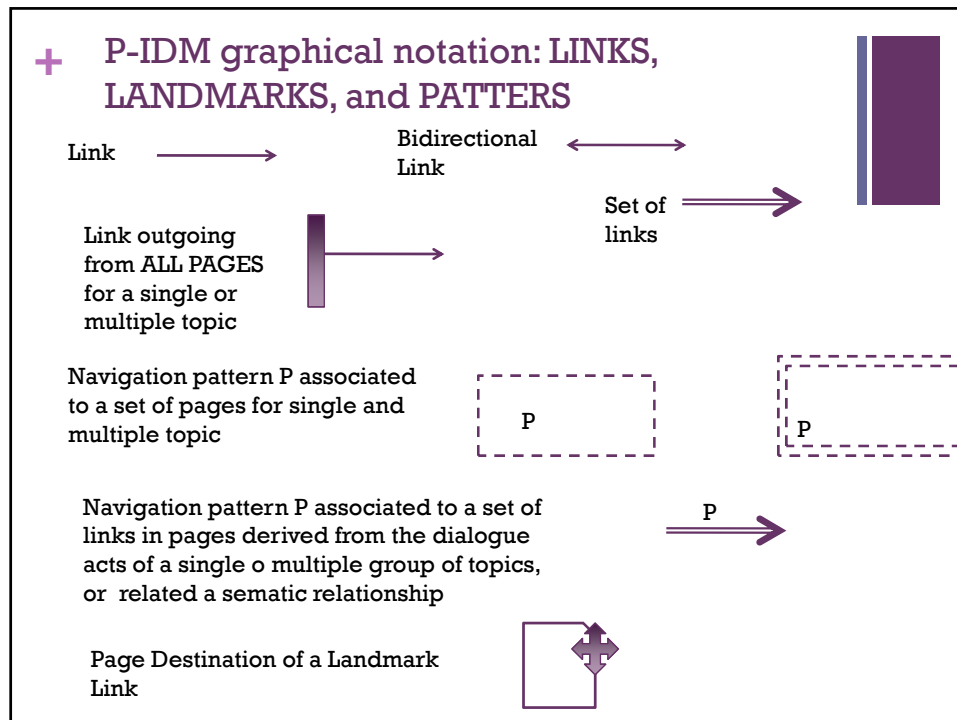 + P-IDM graphical notation: LINKS,
LANDMARKS, and PATTERS
Link
Bidirectional
Link
Set of
links
Link outgoing
from ALL PAGES
for a single or
multiple topic
Navigation pattern P associated
to a set of pages for single and
multiple topic
P
P
Navigation pattern P associated to a set of
links in pages derived from the dialogue
acts of a single o multiple group of topics,
or related a sematic relationship
P
Page Destination of a Landmark
Link